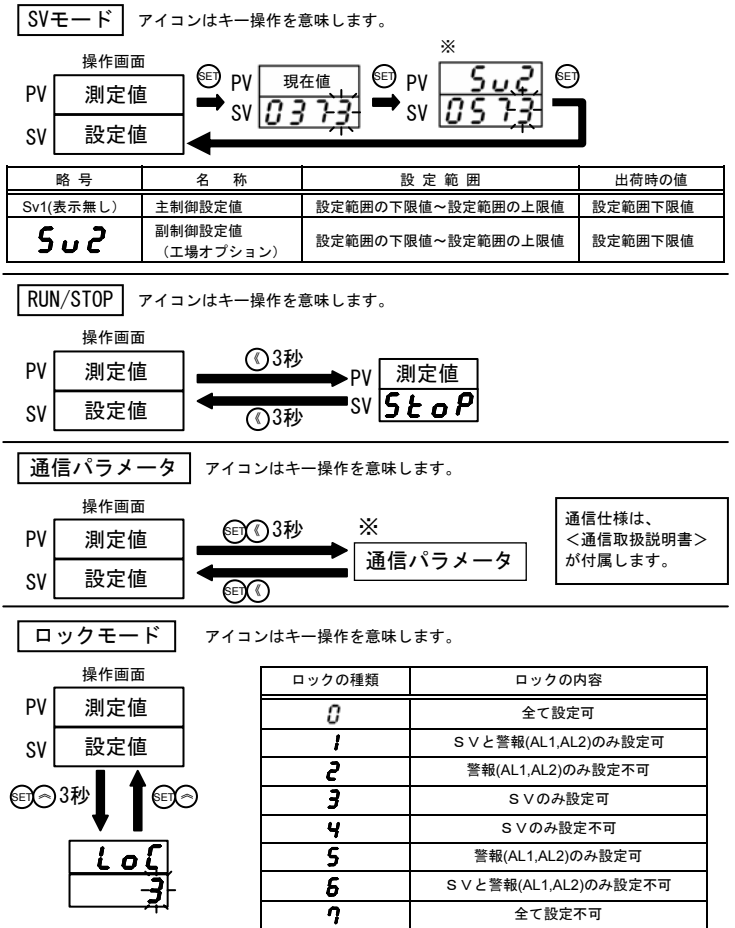 SVモード アイコンはキー操作を意味します。
※
操作画面
PV 測定値 SET PV 現在値 SET PV Sv2 SET
SV 設定値 SV 0373 SV 0573
略 号 名 称 設 定 範 囲 出荷時の値
Sv1(表示無し) 主制御設定値 設定範囲の下限値～設定範囲の上限値 設定範囲下限値
Sv2 副制御設定値 設定範囲の下限値～設定範囲の上限値 設定範囲下限値
（工場オプション）
RUN/STOP アイコンはキー操作を意味します。
操作画面
PV 測定値 《 3秒 PV 測定値
SV 設定値 《 3秒 SV SToP
通信パラメータ アイコンはキー操作を意味します。
操作画面
PV 測定値 SET《 3秒 ※
SV 設定値 SET《 通信パラメータ
通信仕様は、
＜通信取扱説明書＞
が付属します。
ロックモード アイコンはキー操作を意味します。
操作画面
PV 測定値
SV 設定値
SET︽ 3秒 SET︽
LoC
3
ロックの種類 ロックの内容
0 全て設定可
1 ＳＶと警報(AL1,AL2)のみ設定可
2 警報(AL1,AL2)のみ設定不可
3 ＳＶのみ設定可
4 ＳＶのみ設定不可
5 警報(AL1,AL2)のみ設定可
6 ＳＶと警報(AL1,AL2)のみ設定不可
7 全て設定不可